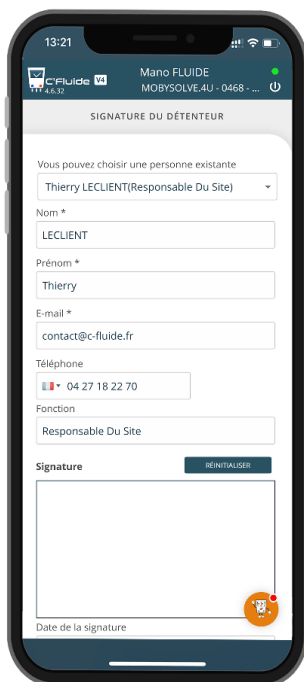 13:21
C'Fluide V4
4.6.32
Mano FLUIDE
MOBYSOLVE.4U - 0468 - ...
SIGNATURE DU DÉTENTEUR
Vous pouvez choisir une personne existante
Thierry LECLIENT(Responsable Du Site)
Nom *
LECLIENT
Prénom *
Thierry
E-mail *
contact@c-fluide.fr
Téléphone
04 27 18 22 70
Fonction
Responsable Du Site
Signature
RÉINITIALISER
Date de la signature